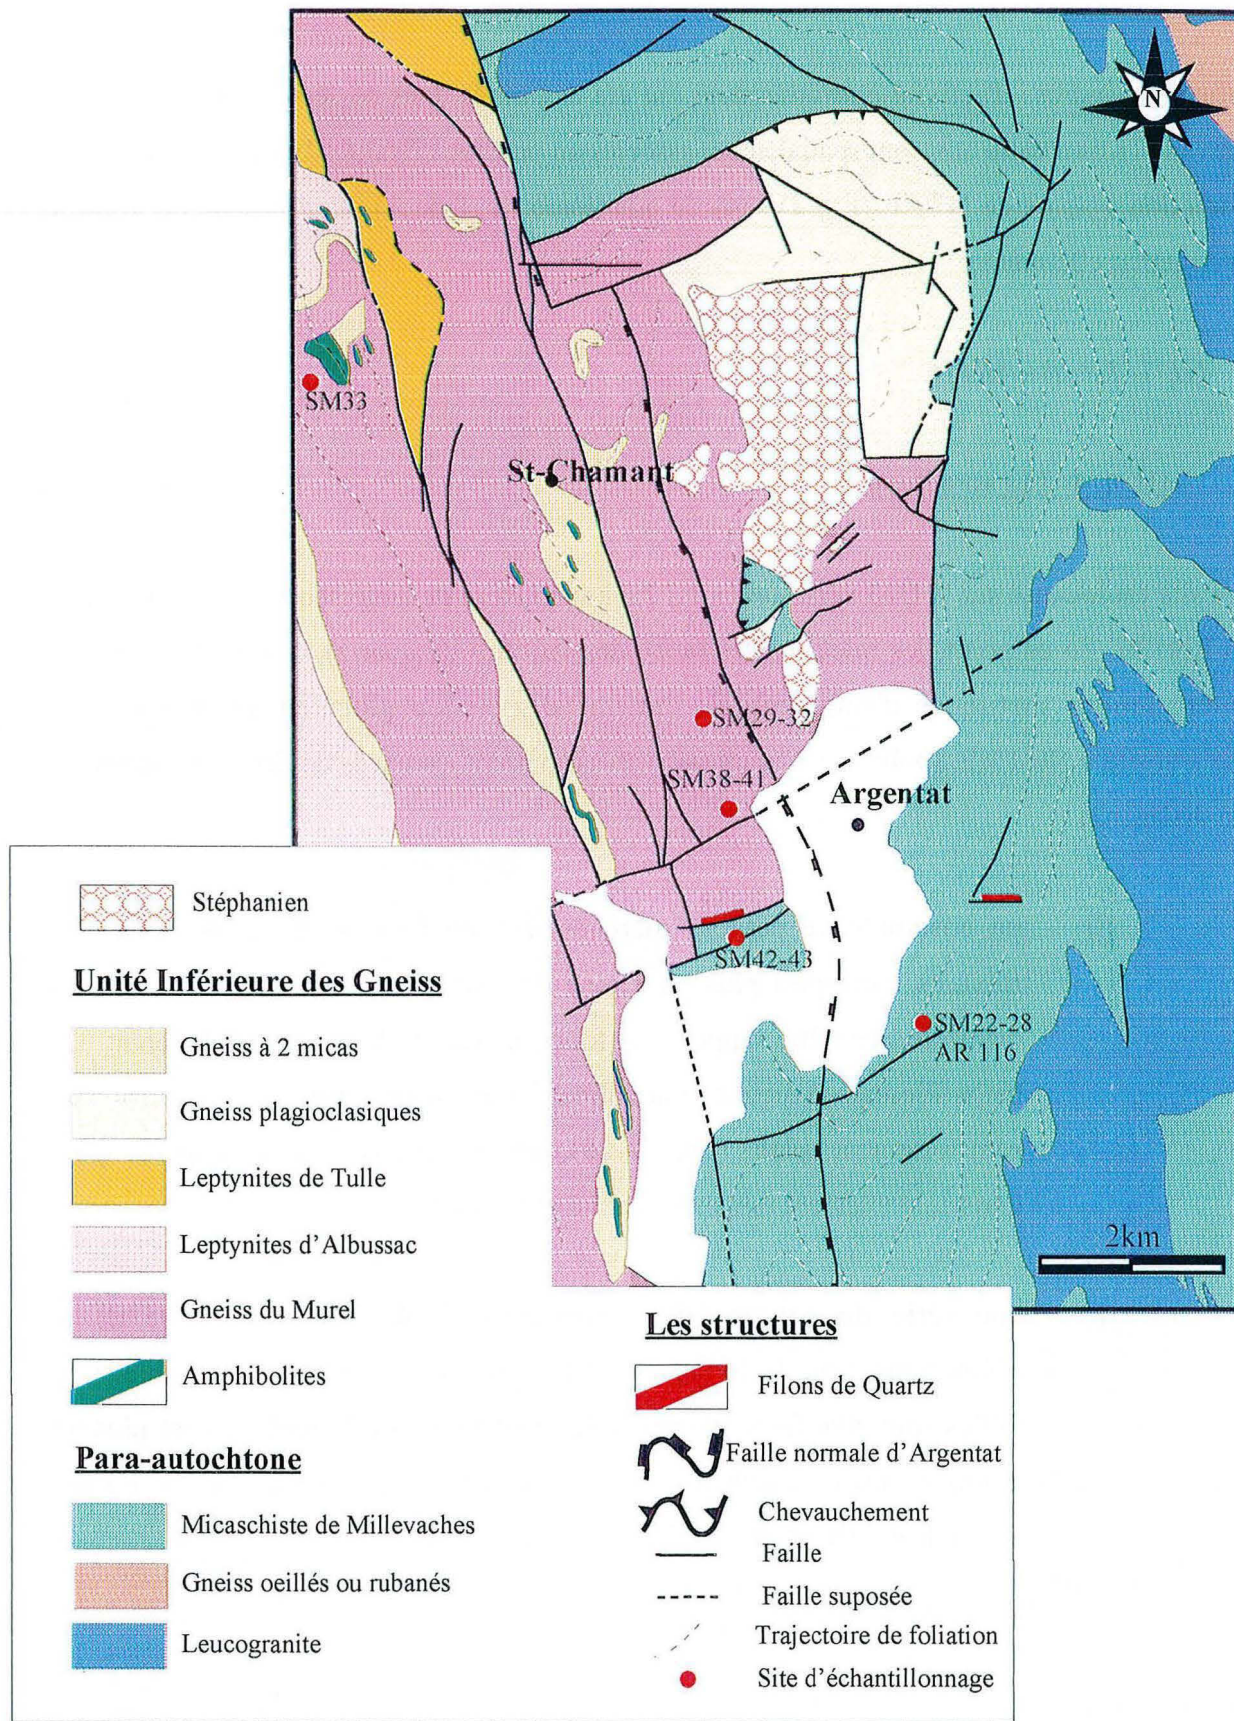 N
SM33
St-Chamant
SM29-32
SM38-41
Argentat
SM42-43
SM22-28
AR 116
2km
Stéphanien
Unité Inférieure des Gneiss
Gneiss à 2 micas
Gneiss plagioclasiques
Leptynites de Tulle
Leptynites d'Albussac
Gneiss du Murel
Amphibolites
Para-autochtone
Micaschiste de Millevaches
Gneiss oeillés ou rubanés
Leucogranite
Les structures
Filons de Quartz
Faille normale d'Argentat
Chevauchement
Faille
Faille suposée
Trajectoire de foliation
Site d'échantillonnage